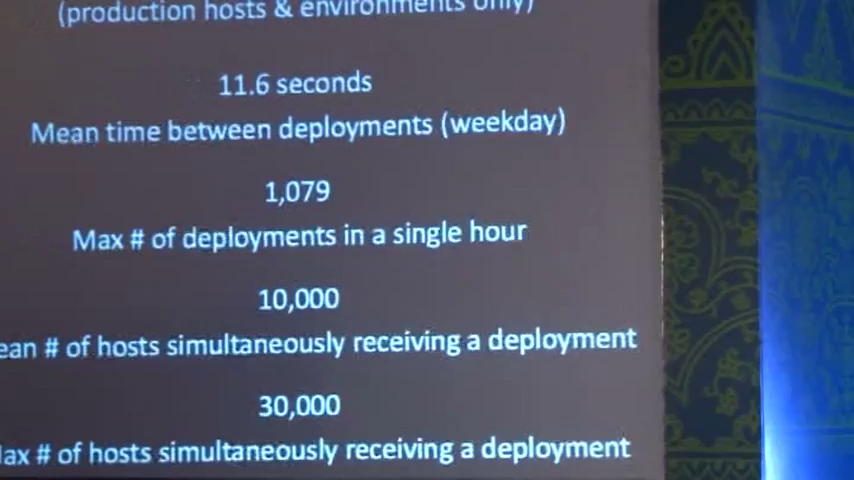 (production hosts & environments only)
11.6 seconds
Mean time between deployments (weekday)
1,079
Max # of deployments in a single hour
10,000
ean # of hosts simultaneously receiving a deployment
30,000
ax # of hosts simultaneously receiving a deployment